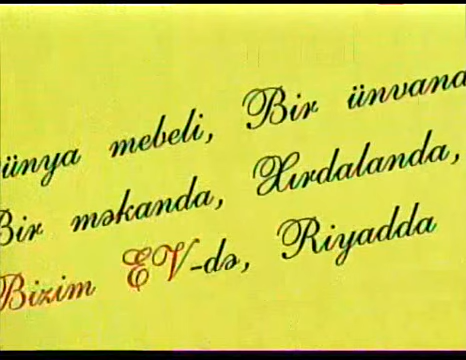 ünya mebeli, Bir ünvana
Bir məkanda, Xırdalanda,
Bizim EV-də, Riyadda